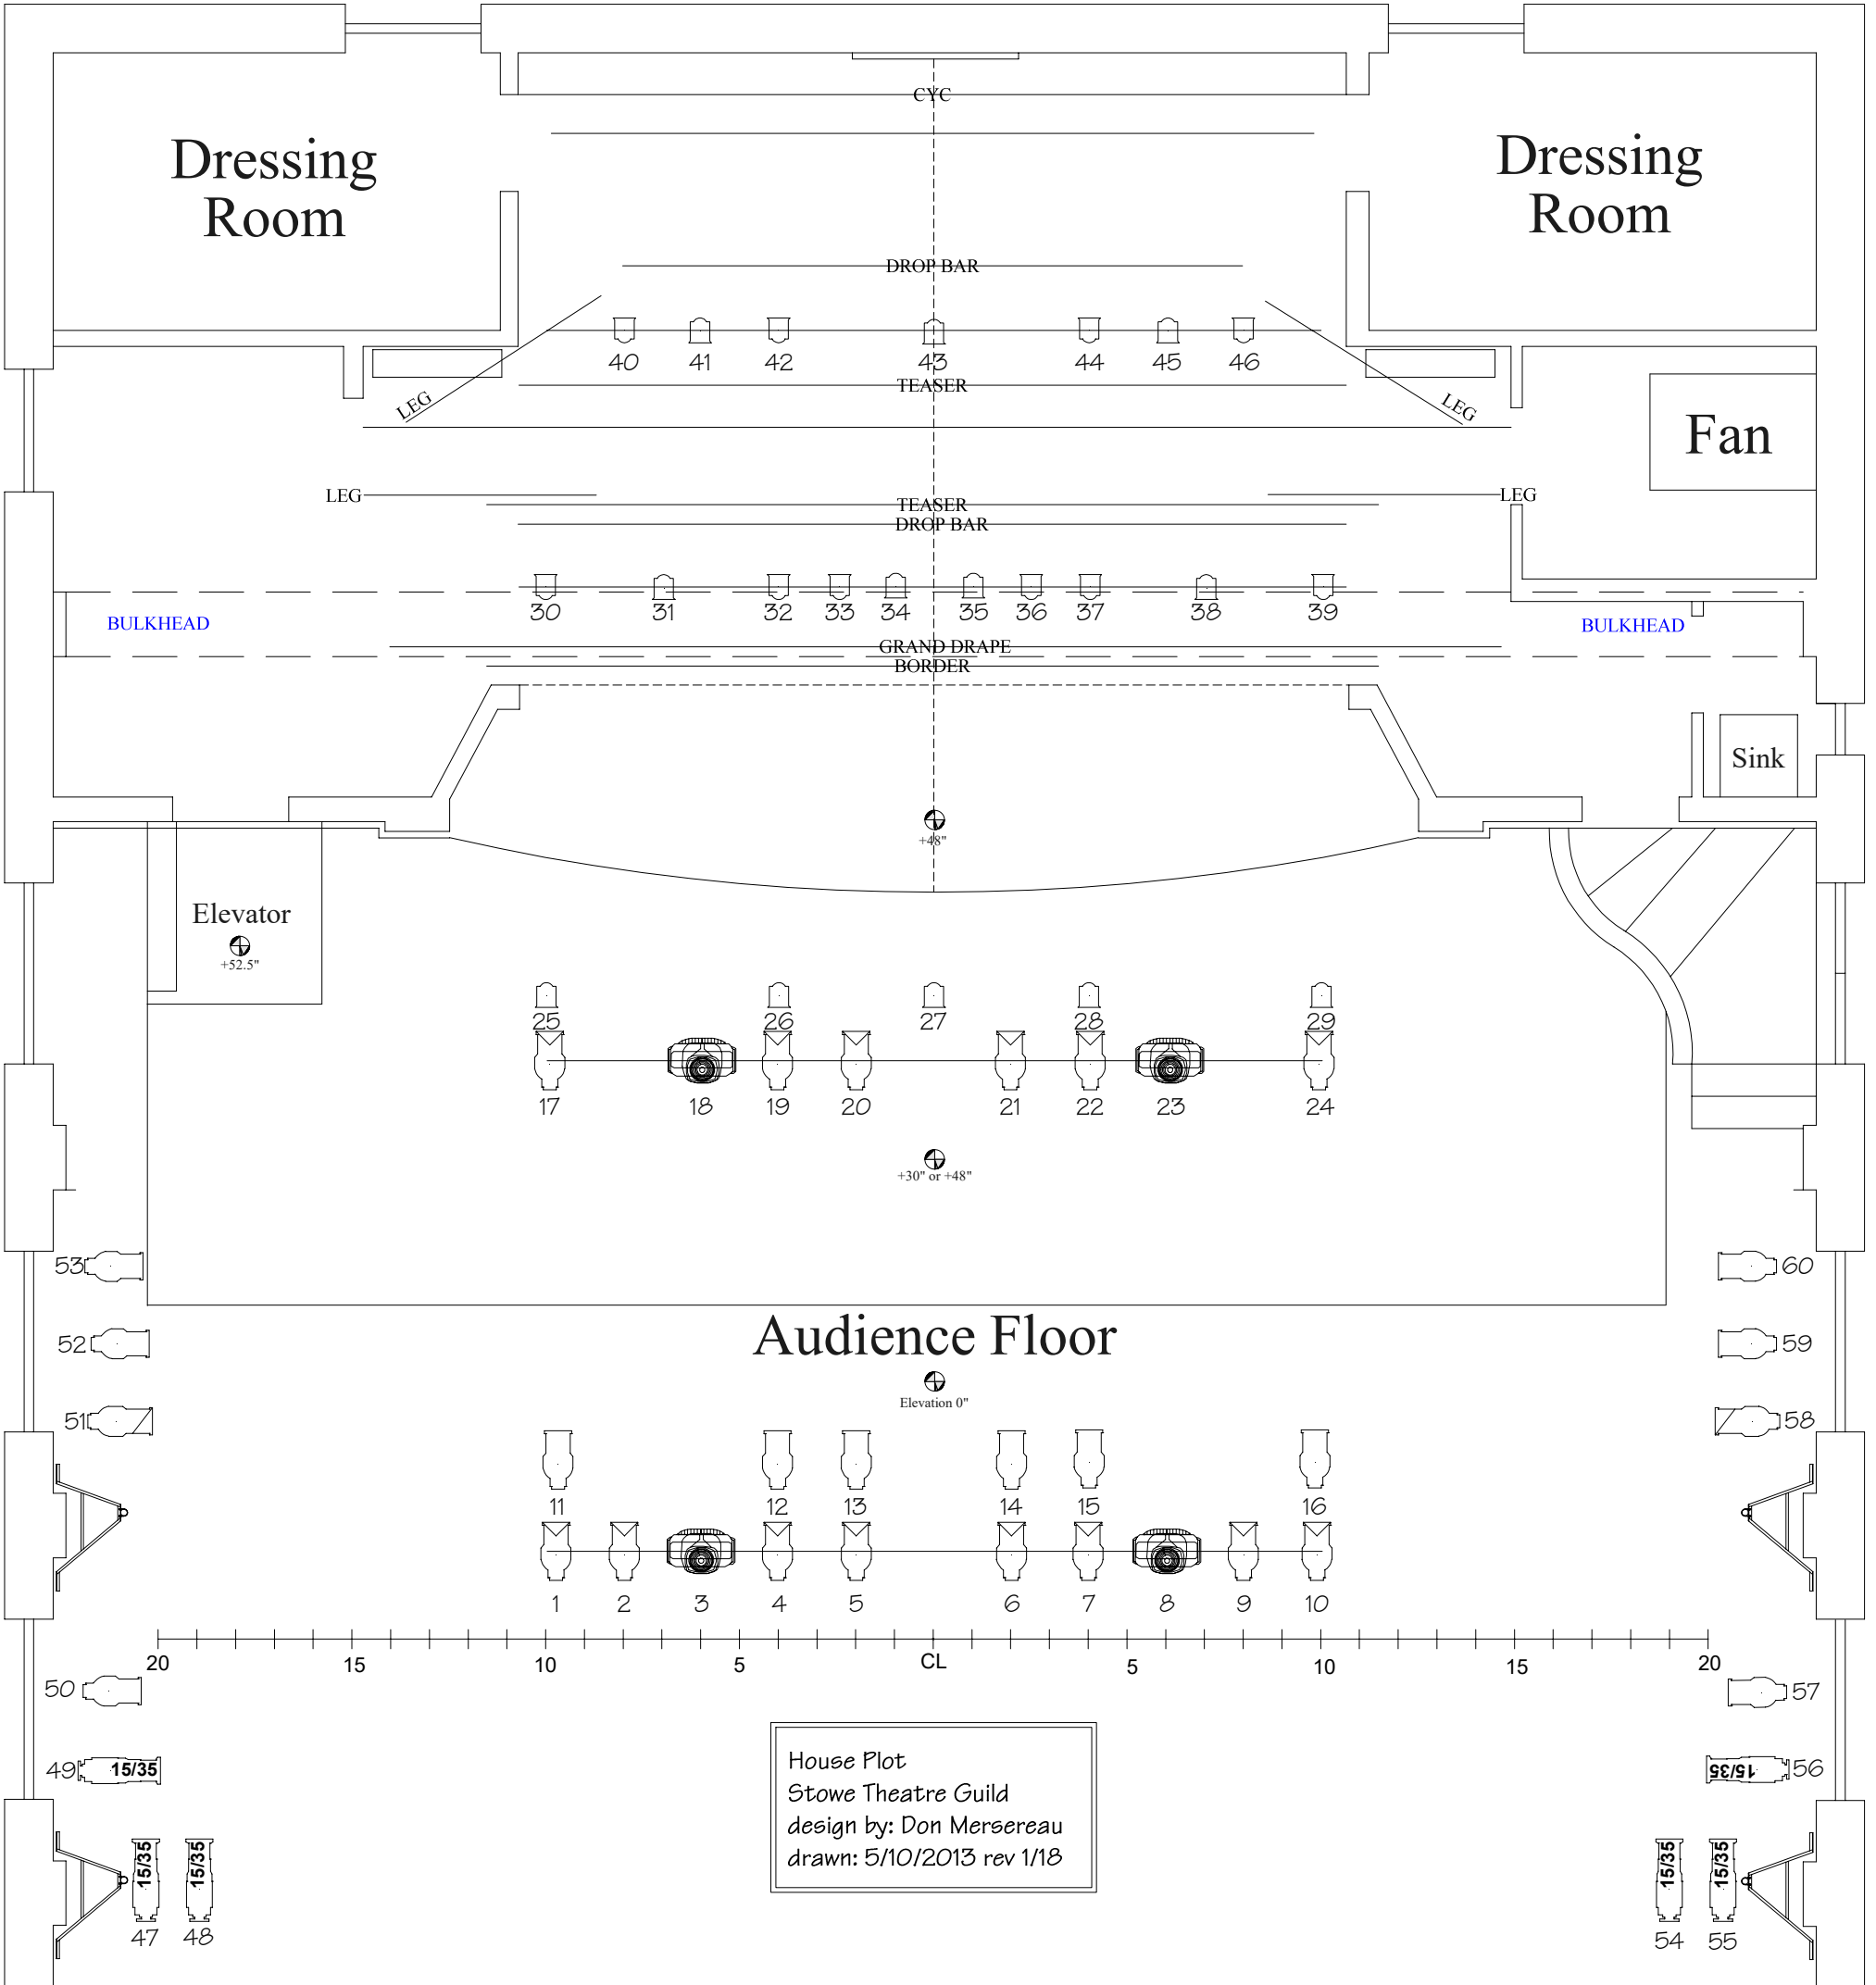 CYC
Dressing
Room
Dressing
Room
DROP BAR
40 41 42 43 44 45 46
TEASER
LEG
LEG
Fan
LEG
LEG
TEASER
DROP BAR
30 31 32 33 34 35 36 37 38 39
BULKHEAD
BULKHEAD
GRAND DRAPE
BORDER
Sink
+48"
Elevator
+52.5"
25 26 27 28 29
17 18 19 20 21 22 23 24
+30" or +48"
53
60
Audience Floor
52
59
Elevation 0"
51
58
11 12 13 14 15 16
1 2 3 4 5 6 7 8 9 10
20 15 10 5 CL 5 10 15 20
50
57
House Plot
Stowe Theatre Guild
design by: Don Mersereau
drawn: 5/10/2013 rev 1/18
49 15/35
15/35 56
15/35 15/35
15/35 15/35
47 48
54 55